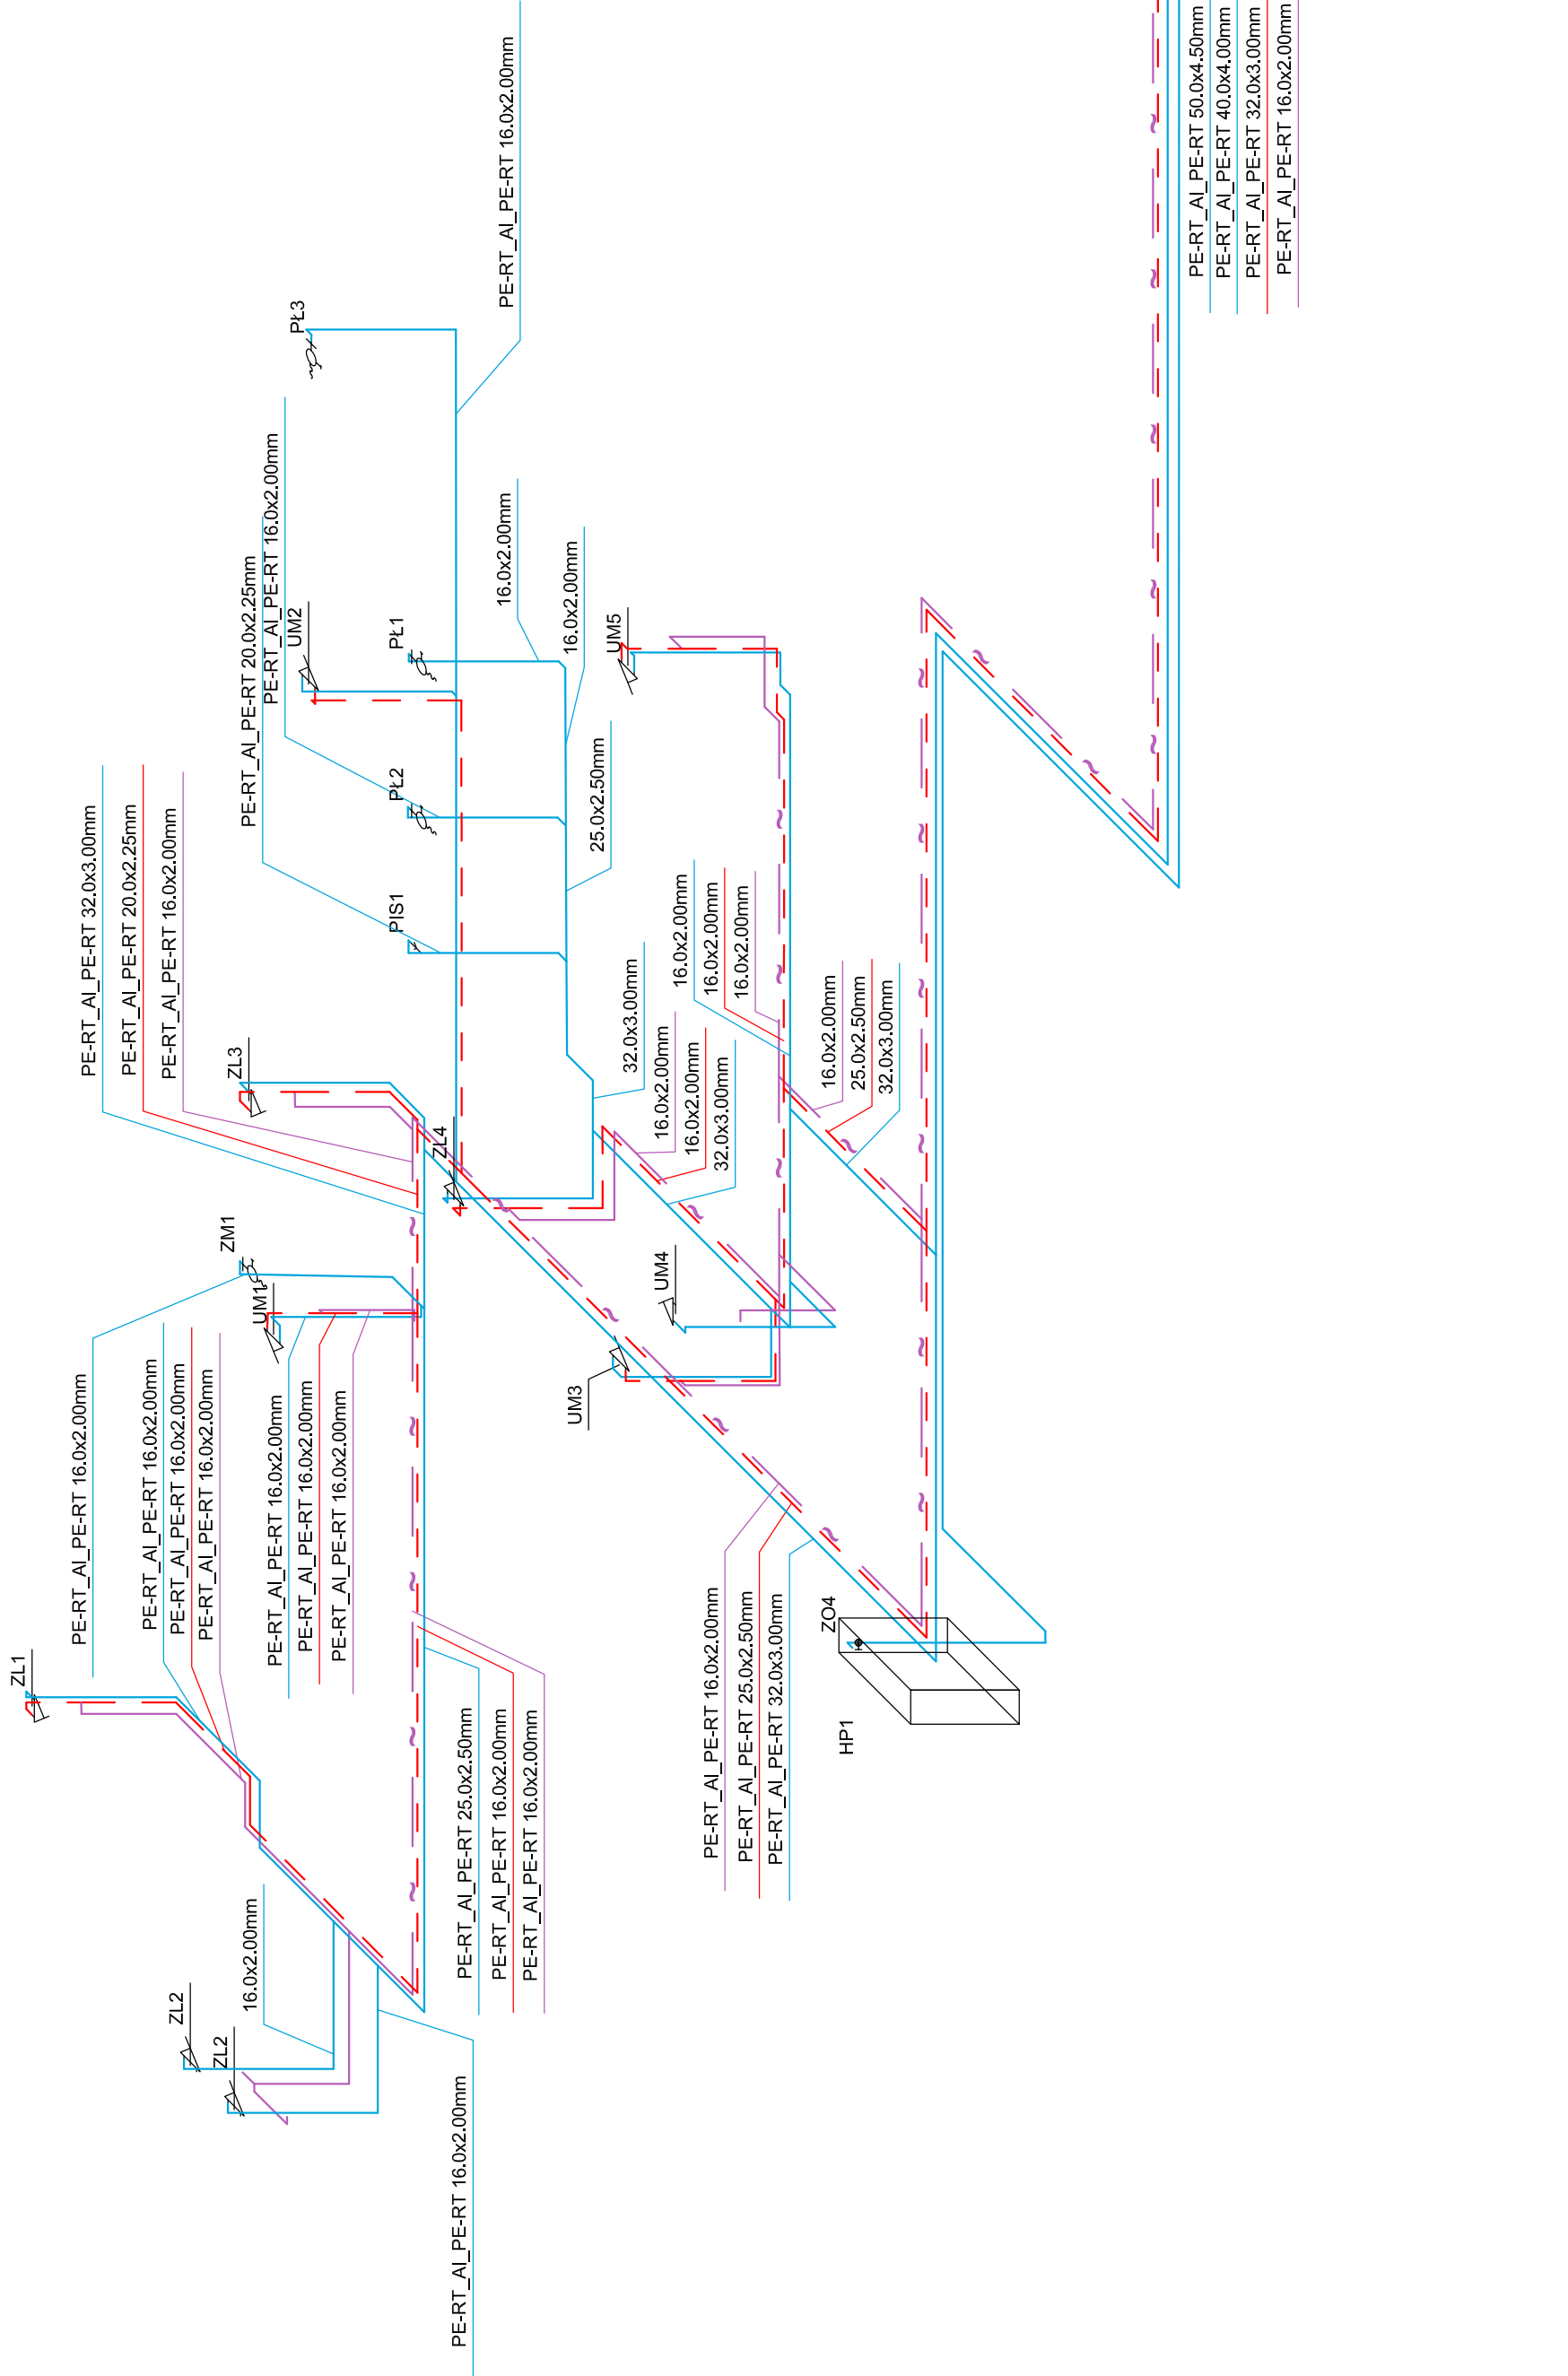 ZL1
PE-RT_Al_PE-RT 16.0x2.00mm
PE-RT_Al_PE-RT 16.0x2.00mm
PE-RT_Al_PE-RT 16.0x2.00mm
PE-RT_Al_PE-RT 16.0x2.00mm
ZL2
ZL2
16.0x2.00mm
PE-RT_Al_PE-RT 16.0x2.00mm
PE-RT_Al_PE-RT 32.0x3.00mm
PE-RT_Al_PE-RT 20.0x2.25mm
PE-RT_Al_PE-RT 16.0x2.00mm
ZM1
UM1
PE-RT_Al_PE-RT 16.0x2.00mm
PE-RT_Al_PE-RT 16.0x2.00mm
PE-RT_Al_PE-RT 16.0x2.00mm
PE-RT_Al_PE-RT 25.0x2.50mm
PE-RT_Al_PE-RT 16.0x2.00mm
PE-RT_Al_PE-RT 16.0x2.00mm
ZL3
ZL4
PE-RT_Al_PE-RT 20.0x2.25mm
PE-RT_Al_PE-RT 16.0x2.00mm
UM2
PŁ3
PŁ1
PŁ2
PIS1
PE-RT_Al_PE-RT 16.0x2.00mm
16.0x2.00mm
16.0x2.00mm
25.0x2.50mm
32.0x3.00mm
UM5
16.0x2.00mm
16.0x2.00mm
32.0x3.00mm
16.0x2.00mm
16.0x2.00mm
16.0x2.00mm
16.0x2.00mm
25.0x2.50mm
32.0x3.00mm
UM4
UM3
PE-RT_Al_PE-RT 16.0x2.00mm
PE-RT_Al_PE-RT 25.0x2.50mm
PE-RT_Al_PE-RT 32.0x3.00mm
ZO4
HP1
PE-RT_Al_PE-RT 50.0x4.50mm
PE-RT_Al_PE-RT 40.0x4.00mm
PE-RT_Al_PE-RT 32.0x3.00mm
PE-RT_Al_PE-RT 16.0x2.00mm